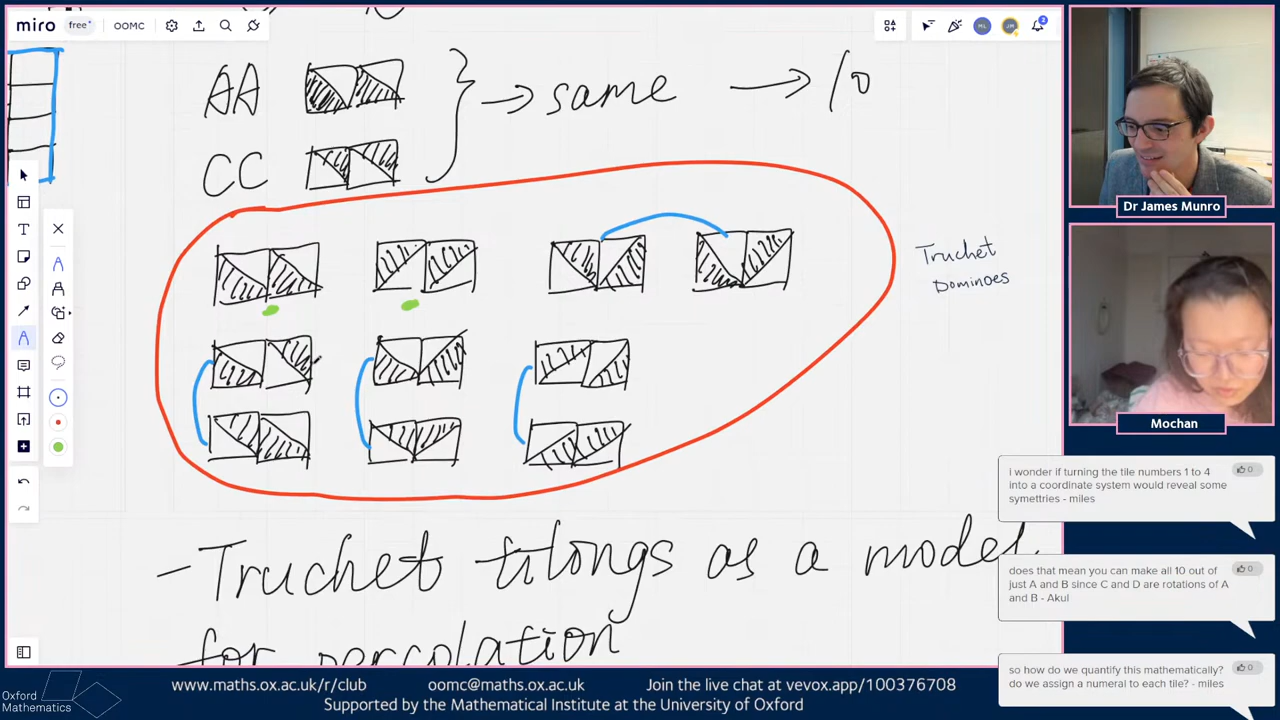 miro free+ OOMC
AA
CC
→ same → 10
Truchet
Dominoes
- Truchet tilongs as a model
for percolation
Dr James Munro
Mochan
i wonder if turning the tile numbers 1 to 4
into a coordinate system would reveal some
symettries - miles
0
does that mean you can make all 10 out of
just A and B since C and D are rotations of A
and B - Akul
0
so how do we quantify this mathematically?
do we assign a numeral to each tile? - miles
0
Oxford
Mathematics
www.maths.ox.ac.uk/r/club oomc@maths.ox.ac.uk Join the live chat at vevox.app/100376708
Supported by the Mathematical Institute at the University of Oxford